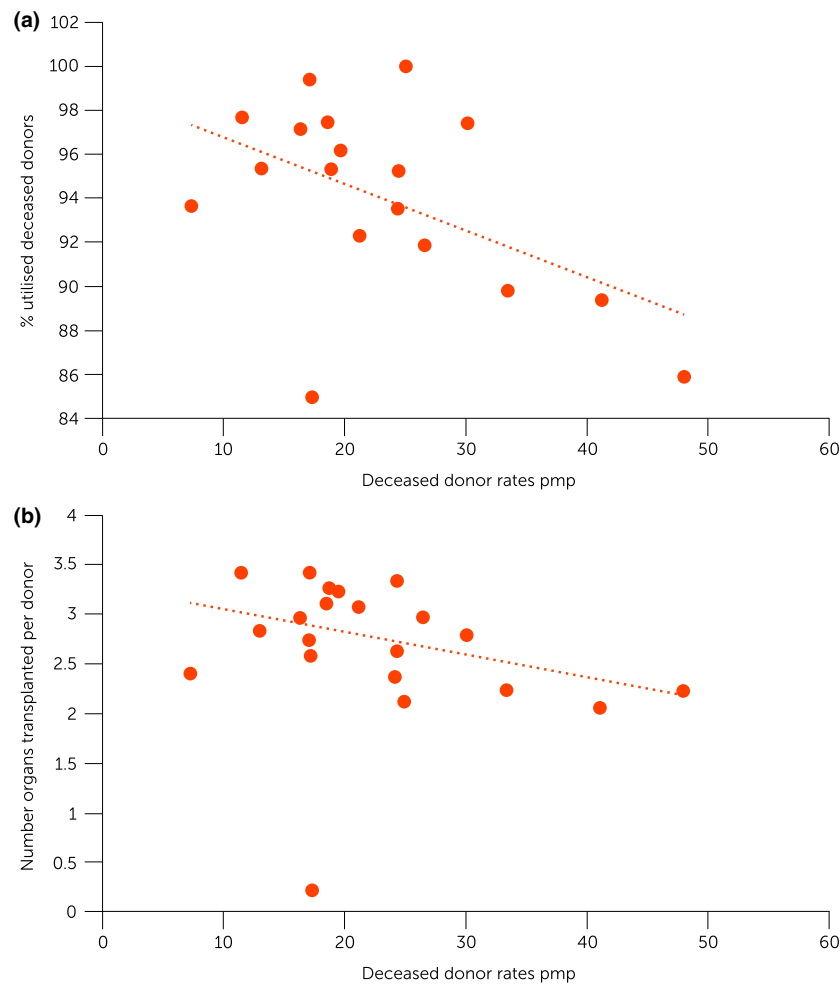 (a)
102
100
98
96
94
92
90
88
86
84
% utilised deceased donors
0 10 20 30 40 50 60
Deceased donor rates pmp
(b)
4
3.5
3
2.5
2
1.5
1
0.5
0
Number organs transplanted per donor
0 10 20 30 40 50 60
Deceased donor rates pmp